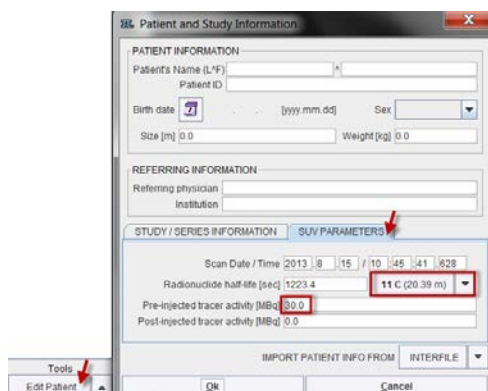 Patient and Study Information
PATIENT INFORMATION
Patient's Name (L^F) ^
Patient ID
Birth date 7 . . [yyyy.mm.dd] Sex
Size [m] 0.0 Weight [kg] 0.0
REFERRING INFORMATION
Referring physician
Institution
STUDY / SERIES INFORMATION SUV PARAMETERS
Scan Date / Time 2013 .8 .15 / 10 :45 :41 .628
Radionuclide half-life [sec] 1223.4 11 C (20.39 m)
Pre-injected tracer activity [MBq] 30.0
Post-injected tracer activity [MBq] 0.0
IMPORT PATIENT INFO FROM INTERFILE
Tools
Edit Patient
Ok Cancel